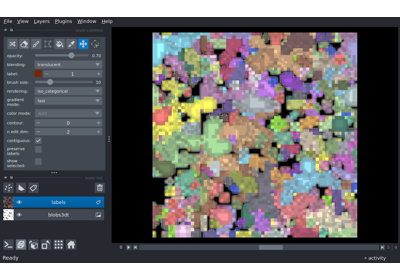 File View Layers Plugins Window Help
opacity: 0.70
blending: translucent
label: 1
brush size: 10
rendering: iso_categorical
gradient mode: fast
color mode:
contour: 0
n edit dim: 2
contiguous:
preserve labels:
show selected:
labels
blobs3dt
0
Ready
activity